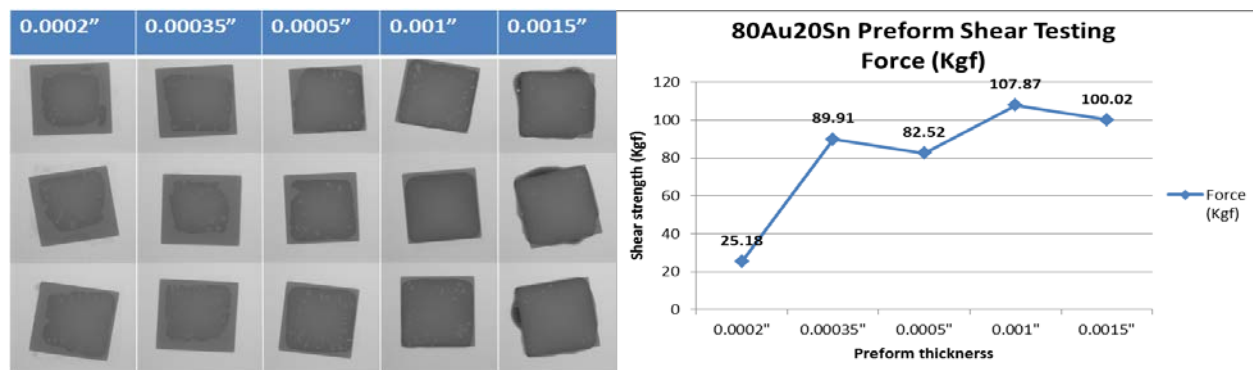 0.0002” 0.00035” 0.0005” 0.001” 0.0015”
80Au20Sn Preform Shear Testing
Force (Kgf)
Shear strength (Kgf)
120
100
80
60
40
20
0
25.18
89.91
82.52
107.87
100.02
0.0002" 0.00035" 0.0005" 0.001" 0.0015"
Preform thicknerss
Force
(Kgf)